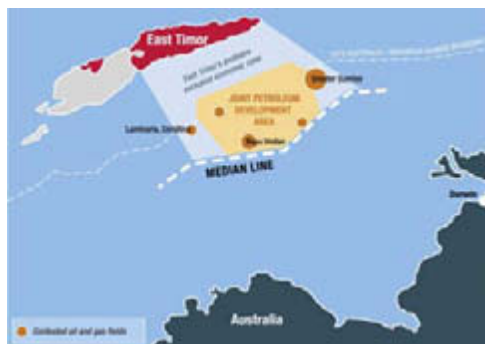 East Timor
East Timor's probable
exclusive economic zone
Greater Sunrise
JOINT PETROLEUM
DEVELOPMENT
AREA
Laminaria, Corallina
Bayu Undan
MEDIAN LINE
Darwin
Australia
Contested oil and gas fields